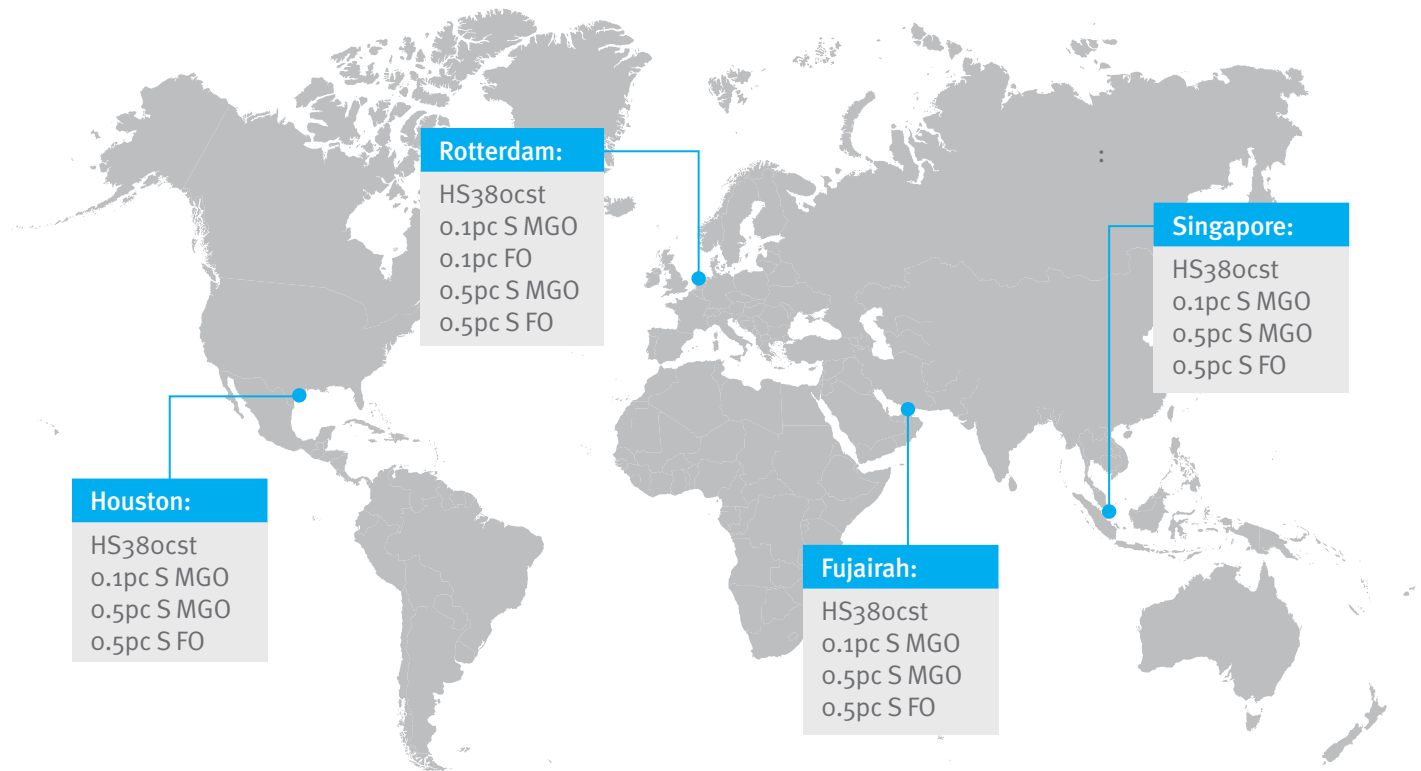 Rotterdam:
HS380cst
0.1pc S MGO
0.1pc FO
0.5pc S MGO
0.5pc S FO
:
Singapore:
HS380cst
0.1pc S MGO
0.5pc S MGO
0.5pc S FO
Houston:
HS380cst
0.1pc S MGO
0.5pc S MGO
0.5pc S FO
Fujairah:
HS380cst
0.1pc S MGO
0.5pc S MGO
0.5pc S FO